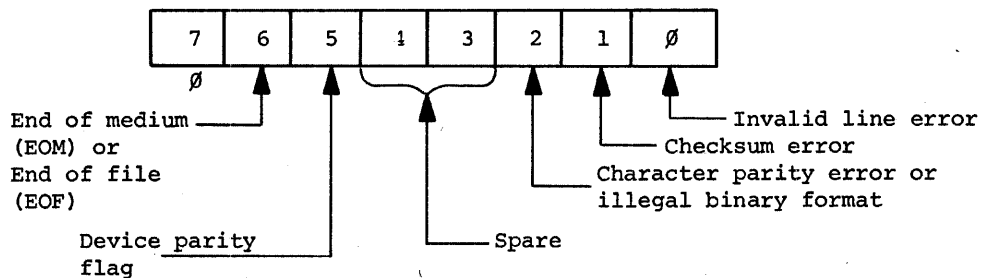 7 6 5 4 3 2 1 Ø
Ø
End of medium
(EOM) or
End of file
(EOF)
Invalid line error
Checksum error
Character parity error or
illegal binary format
Device parity
flag
Spare